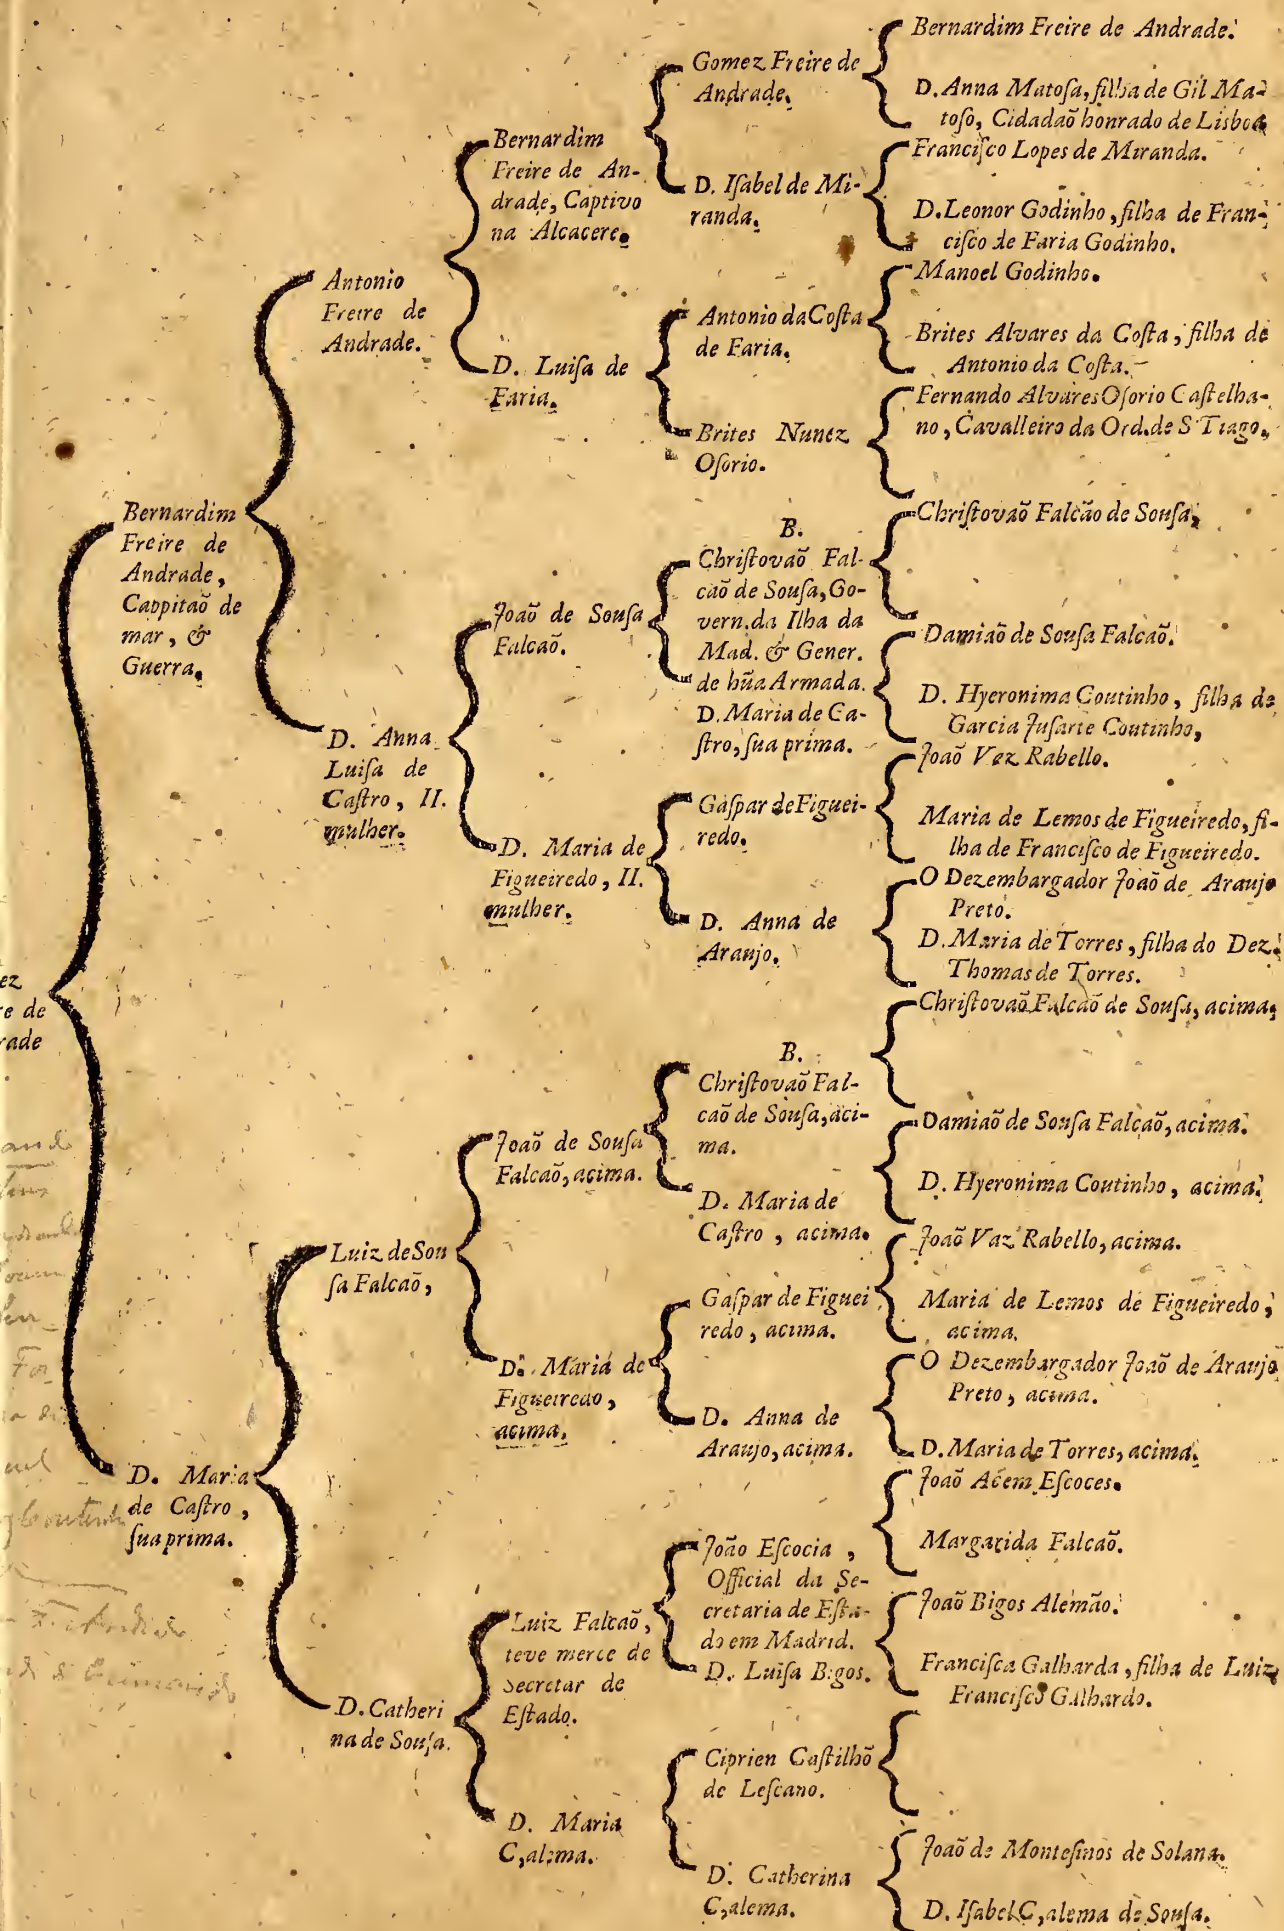 ez
re de
rade
Bernardim
Freire de
Andrade,
Cappitaõ de
mar, &
Guerra.
D. Maria
de Caſtro,
ſua prima.
Antonio
Freire de
Andrade.
D. Anna
Luiſa de
Caſtro, II.
mulher.
Luiz de Sou
ſa Falcaõ,
D. Catheri
na de Souſa.
Bernardim
Freire de An-
drade, Captivo
na Alcacere.
D. Luiſa de
Faria.
Joaõ de Souſa
Falcaõ.
D. Maria de
Figueiredo, II.
mulher.
Joaõ de Souſa
Falcaõ, acima.
D. Maria de
Figueiredo,
acima.
Luiz Falcaõ,
teve merce de
Secretar de
Eſtado.
D. Maria
C,alema.
Gomez Freire de
Andrade.
D. Iſabel de Mi-
randa.
Antonio da Coſta
de Faria.
Brites Nunez
Oſorio.
B.
Chriſtovaõ Fal-
caõ de Souſa, Go-
vern. da Ilha da
Mad. & Gener.
de hũa Armada.
D. Maria de Ca-
ſtro, ſua prima.
Gaſpar de Figuei-
redo.
D. Anna de
Araujo.
B.
Chriſtovaõ Fal-
caõ de Souſa, aci-
ma.
D. Maria de
Caſtro, acima.
Gaſpar de Figuei
redo, acima.
D. Anna de
Araujo, acima.
Joaõ Eſcocia,
Official da Se-
cretaria de Eſta-
do em Madrid.
D. Luiſa Bigos.
Ciprien Caſtilhõ
de Leſcano.
D. Catherina
C,alema.
Bernardim Freire de Andrade.
D. Anna Matoſa, filha de Gil Ma-
toſo, Cidadaõ honrado de Lisboa
Franciſco Lopes de Miranda.
D. Leonor Godinho, filha de Fran-
ciſco de Faria Godinho.
Manoel Godinho.
Brites Alvares da Coſta, filha de
Antonio da Coſta.
Fernando Alvares Oſorio Caſtelha-
no, Cavalleiro da Ord. de S Tiago.
Chriſtovaõ Falcão de Souſa,
Damiaõ de Souſa Falcaõ.
D. Hyeronima Coutinho, filha de
Garcia Juſarte Coutinho,
Joaõ Vez Rabello.
Maria de Lemos de Figueiredo, fi-
lha de Franciſco de Figueiredo.
O Dezembargador Joaõ de Araujo
Preto.
D. Maria de Torres, filha do Dez.
Thomas de Torres.
Chriſtovaõ Falcaõ de Souſa, acima,
Damiaõ de Souſa Falcaõ, acima.
D. Hyeronima Coutinho, acima.
Joaõ Vaz Rabello, acima.
Maria de Lemos de Figueiredo,
acima.
O Dezembargador Joaõ de Araujo
Preto, acima.
D. Maria de Torres, acima.
Joaõ Acem Eſcoces.
Margarida Falcaõ.
Joaõ Bigos Alemão.
Franciſca Galharda, filha de Luiz
Franciſco Galhardo.
Joaõ de Monteſinos de Solana.
D. Iſabel C,alema de Souſa.